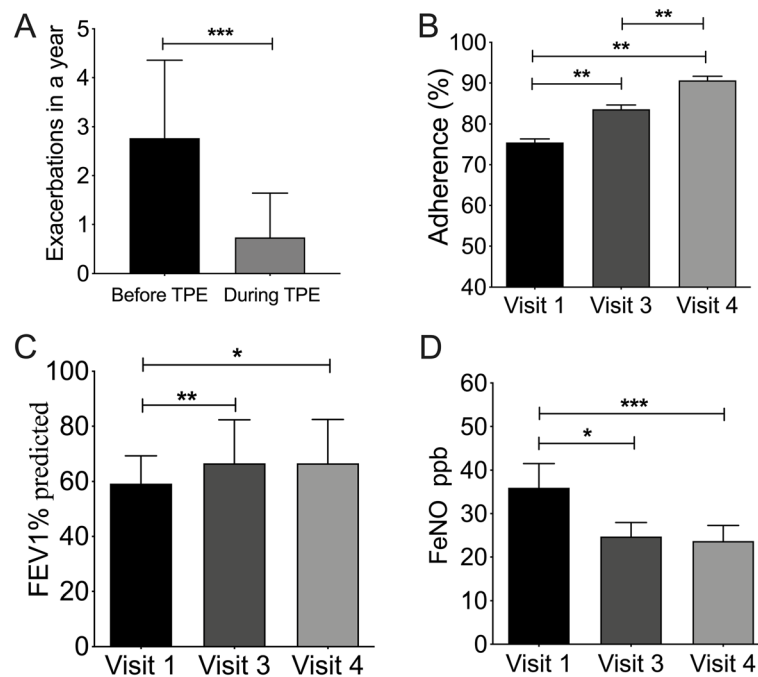 A
Exacerbations in a year
5
4
3
2
1
0
***
Before TPE During TPE
B
Adherence (%)
100
90
80
70
60
50
40
**
**
**
Visit 1 Visit 3 Visit 4
C
FEV1% predicted
100
80
60
40
20
0
*
**
Visit 1 Visit 3 Visit 4
D
FeNO ppb
60
50
40
30
20
10
0
***
*
Visit 1 Visit 3 Visit 4